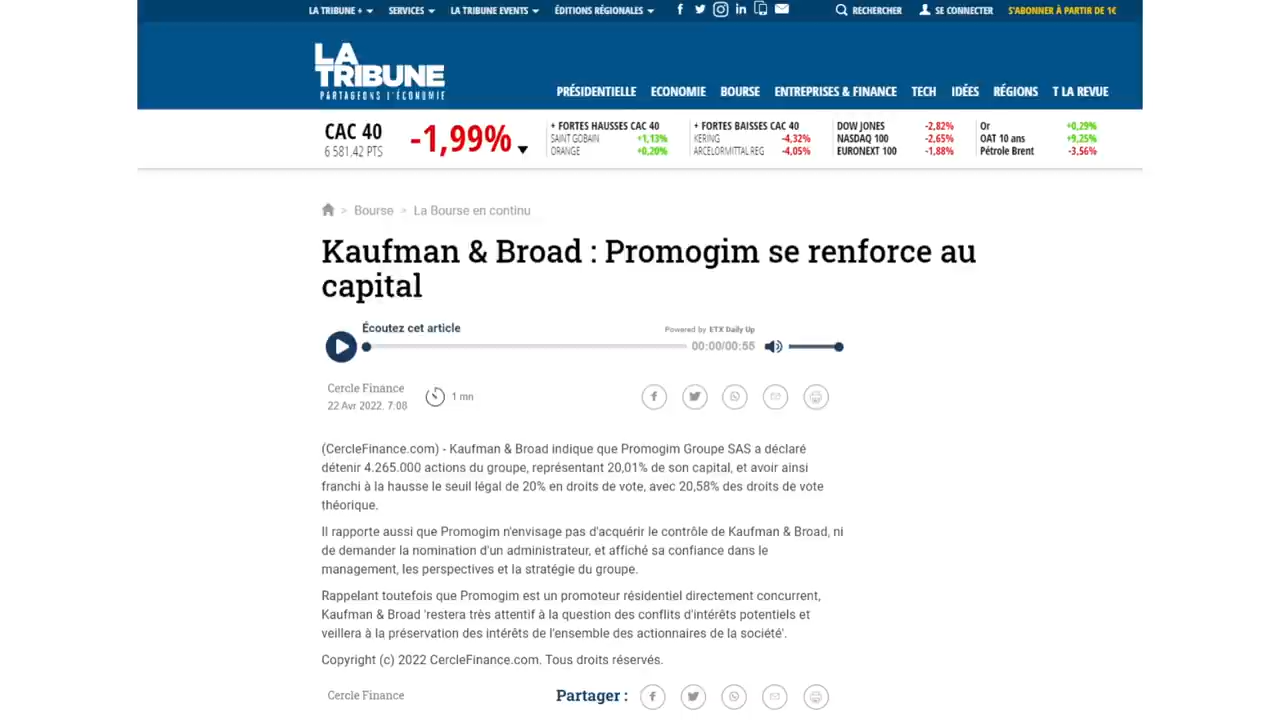 LA TRIBUNE + SERVICES LA TRIBUNE EVENTS ÉDITIONS RÉGIONALES RECHERCHER SE CONNECTER S'ABONNER À PARTIR DE 1€
LA
TRIBUNE
PARTAGEONS L'ÉCONOMIE
PRÉSIDENTIELLE ECONOMIE BOURSE ENTREPRISES & FINANCE TECH IDÉES RÉGIONS T LA REVUE
CAC 40
6 581.42 PTS
-1,99%
+ FORTES HAUSSES CAC 40
SAINT GOBAIN +1,13%
ORANGE +0,20%
+ FORTES BAISSES CAC 40
KERING -4,32%
ARCELORMITTAL REG -4,05%
DOW JONES -2,82%
NASDAQ 100 -2,65%
EURONEXT 100 -1,88%
Or +0,29%
OAT 10 ans +9,25%
Pétrole Brent -3,56%
> Bourse > La Bourse en continu
Kaufman & Broad : Promogim se renforce au
capital
Écoutez cet article
Powered by ETX Daily Up
00:00/00:55
Cercle Finance
22 Avr 2022, 7:08
1 mn
(CercleFinance.com) - Kaufman & Broad indique que Promogim Groupe SAS a déclaré
détenir 4.265.000 actions du groupe, représentant 20,01% de son capital, et avoir ainsi
franchi à la hausse le seuil légal de 20% en droits de vote, avec 20,58% des droits de vote
théorique.
Il rapporte aussi que Promogim n'envisage pas d'acquérir le contrôle de Kaufman & Broad, ni
de demander la nomination d'un administrateur, et affiché sa confiance dans le
management, les perspectives et la stratégie du groupe.
Rappelant toutefois que Promogim est un promoteur résidentiel directement concurrent,
Kaufman & Broad 'restera très attentif à la question des conflits d'intérêts potentiels et
veillera à la préservation des intérêts de l'ensemble des actionnaires de la société'.
Copyright (c) 2022 CercleFinance.com. Tous droits réservés.
Cercle Finance
Partager :